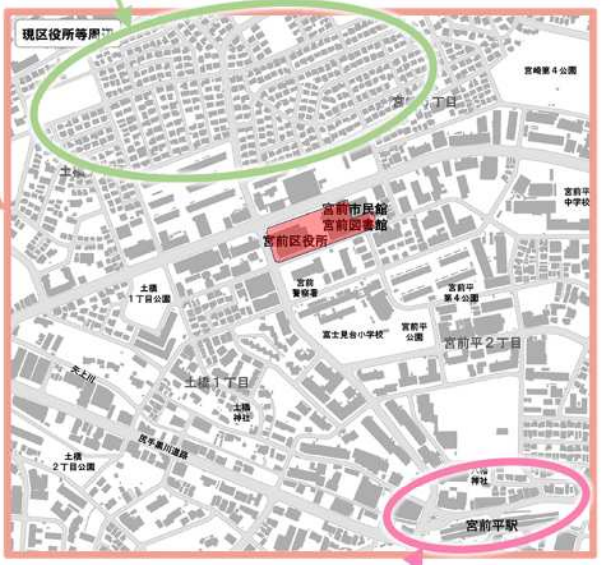 現区役所等周辺
宮崎第4公園
丁目
土橋
宮前平
中学校
宮前市民館
宮前図書館
宮前区役所
土橋
1丁目公園
宮前
警察署
宮前平
第4公園
富士見台小学校
宮前平
公園
宮前平2丁目
矢上川
土橋1丁目
土橋
神社
尻手黒川道路
土橋
2丁目公園
八幡
神社
宮前平駅